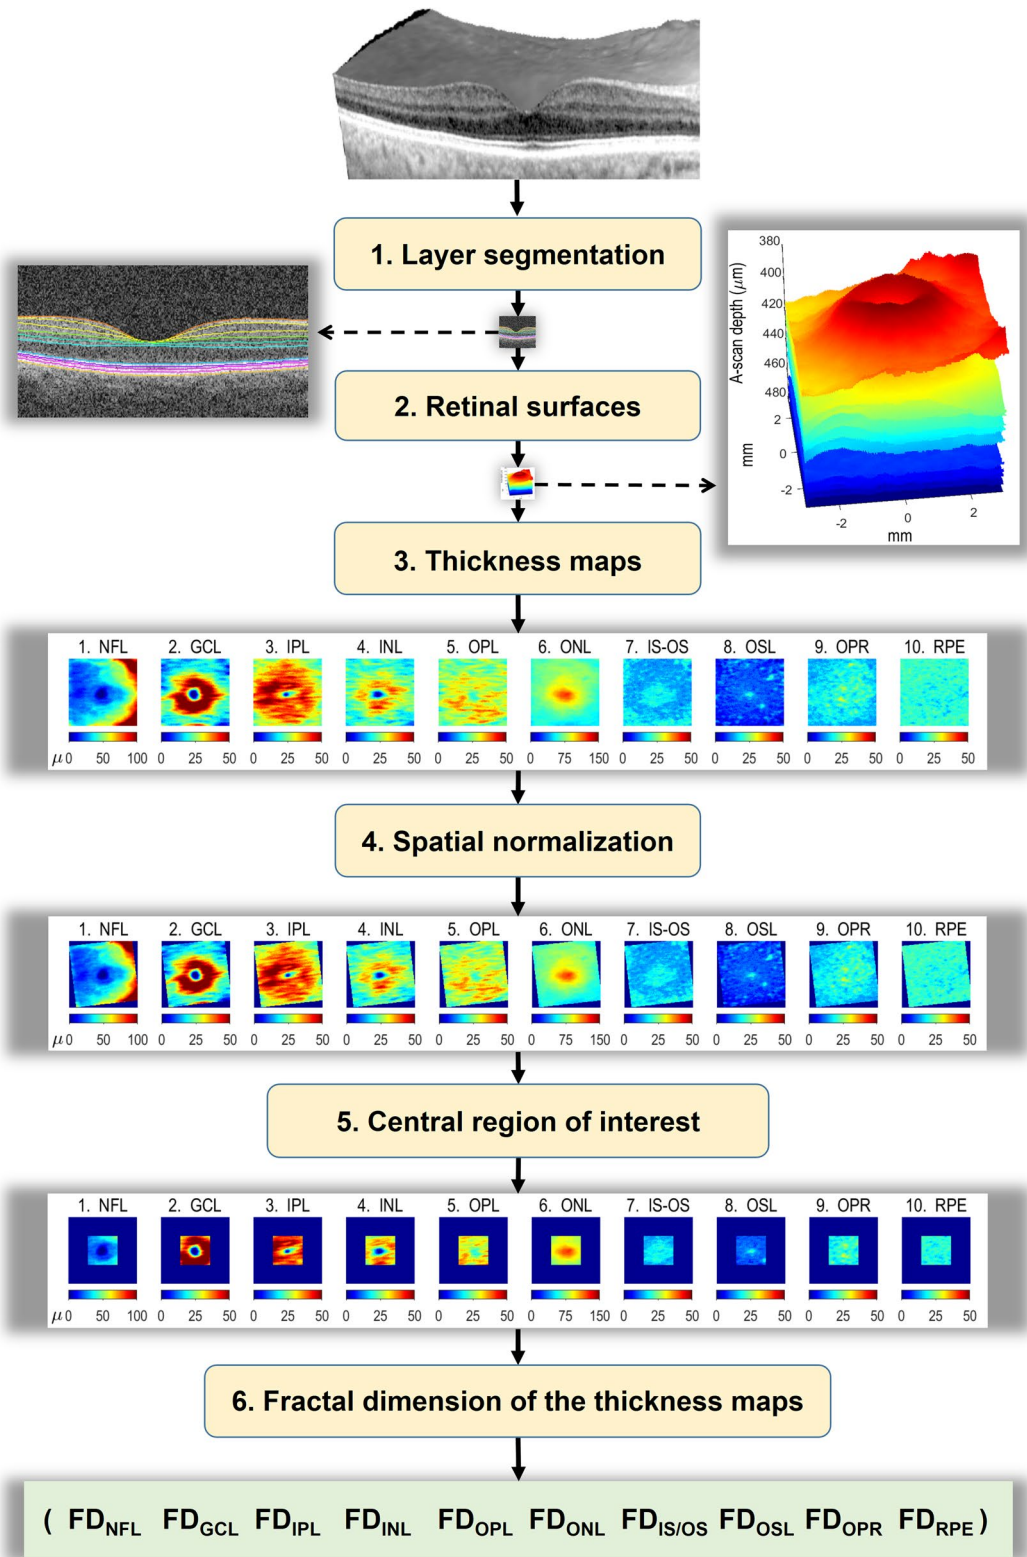 1. Layer segmentation
2. Retinal surfaces
380
400
420
440
460
480
2
0
-2
A-scan depth (μm)
mm
-2
0
2
mm
3. Thickness maps
1. NFL 2. GCL 3. IPL 4. INL 5. OPL 6. ONL 7. IS-OS 8. OSL 9. OPR 10. RPE
μ 0 50 100 0 25 50 0 25 50 0 25 50 0 25 50 0 75 150 0 25 50 0 25 50 0 25 50 0 25 50
4. Spatial normalization
1. NFL 2. GCL 3. IPL 4. INL 5. OPL 6. ONL 7. IS-OS 8. OSL 9. OPR 10. RPE
μ 0 50 100 0 25 50 0 25 50 0 25 50 0 25 50 0 75 150 0 25 50 0 25 50 0 25 50 0 25 50
5. Central region of interest
1. NFL 2. GCL 3. IPL 4. INL 5. OPL 6. ONL 7. IS-OS 8. OSL 9. OPR 10. RPE
μ 0 50 100 0 25 50 0 25 50 0 25 50 0 25 50 0 75 150 0 25 50 0 25 50 0 25 50 0 25 50
6. Fractal dimension of the thickness maps
( FD_NFL FD_GCL FD_IPL FD_INL FD_OPL FD_ONL FD_IS/OS FD_OSL FD_OPR FD_RPE )